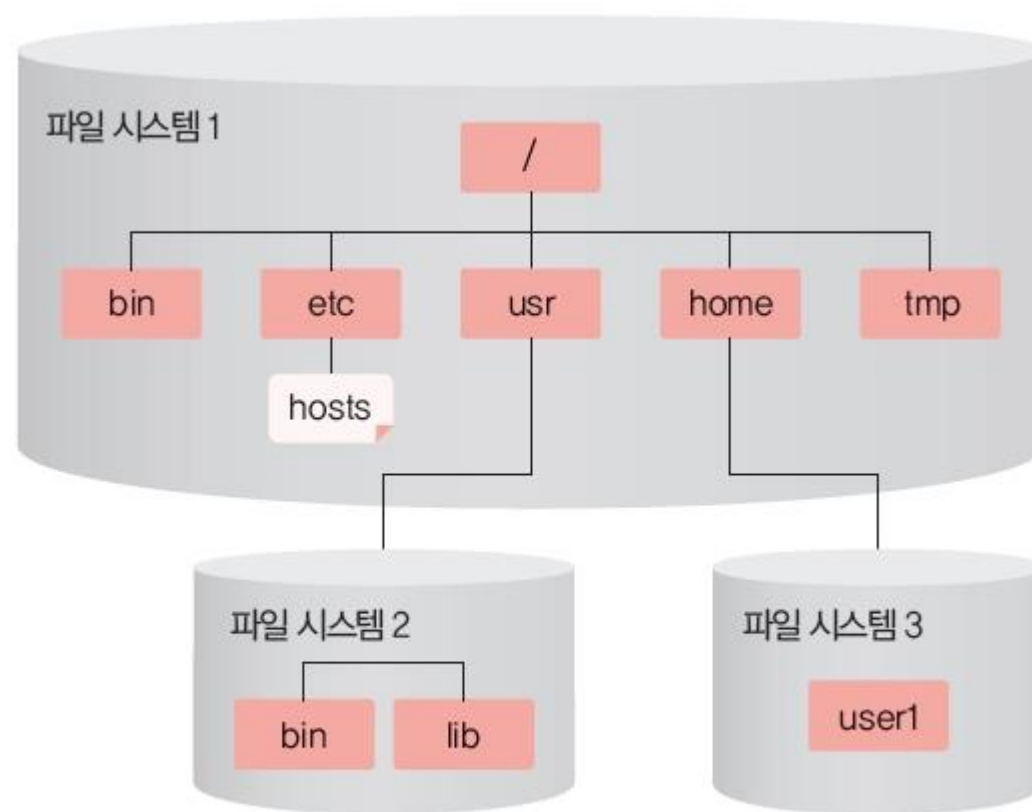 파일 시스템 1
/
bin etc usr home tmp
hosts
파일 시스템 2
bin lib
파일 시스템 3
user1